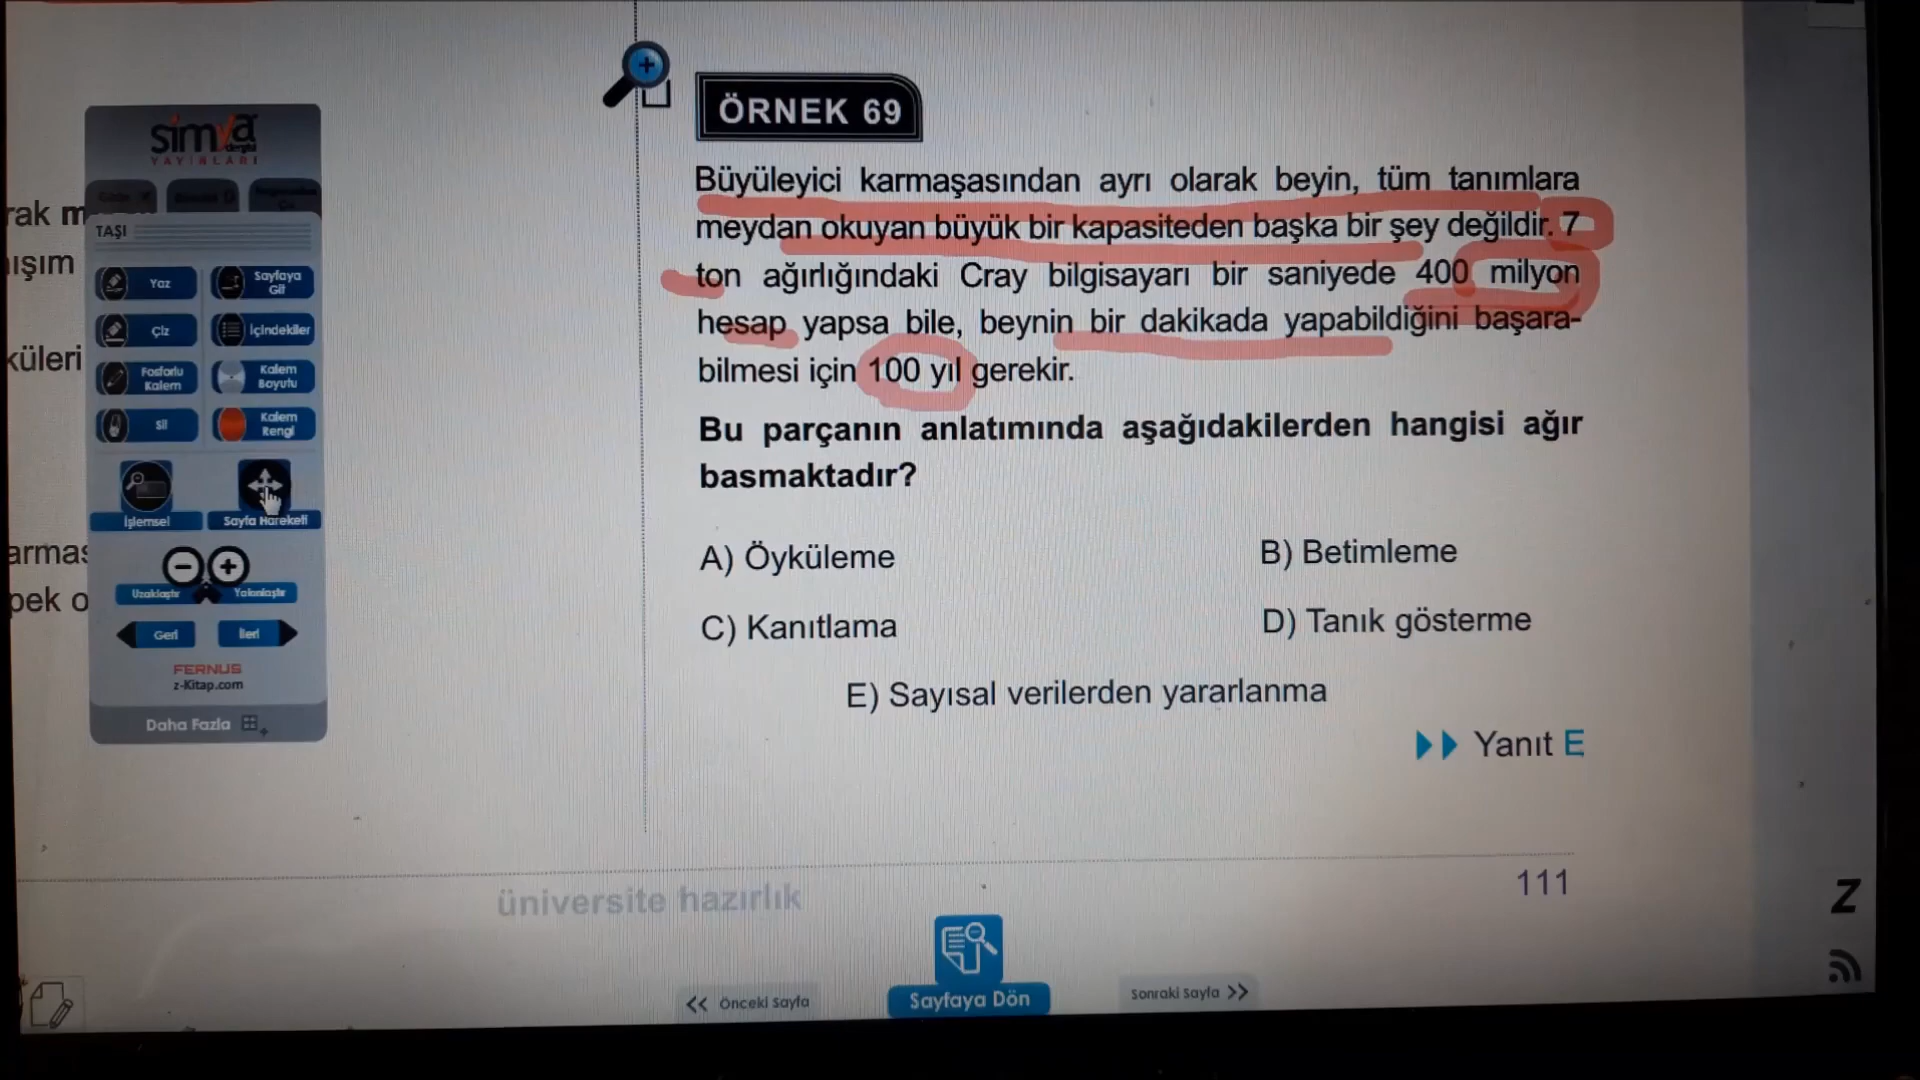 ÖRNEK 69
Büyüleyici karmaşasından ayrı olarak beyin, tüm tanımlara
meydan okuyan büyük bir kapasiteden başka bir şey değildir. 7
ton ağırlığındaki Cray bilgisayarı bir saniyede 400 milyon
hesap yapsa bile, beynin bir dakikada yapabildiğini başara-
bilmesi için 100 yıl gerekir.
Bu parçanın anlatımında aşağıdakilerden hangisi ağır
basmaktadır?
A) Öyküleme
B) Betimleme
C) Kanıtlama
D) Tanık gösterme
E) Sayısal verilerden yararlanma
Yanıt E
111
üniversite hazırlık
<< Önceki Sayfa
Sayfaya Dön
Sonraki Sayfa >>
Z
rak m
ışım
küleri
armas
pek o
simya
dergisi
YAYINLARI
TAŞI
Yaz
Sayfaya
Git
Çiz
İçindekiler
Fosforlu
Kalem
Kalem
Boyutu
Sil
Kalem
Rengi
İşlemsel
Sayfa Hareketi
Uzaklaştır
Yakınlaştır
Geri
İleri
FERNUS
z-Kitap.com
Daha Fazla